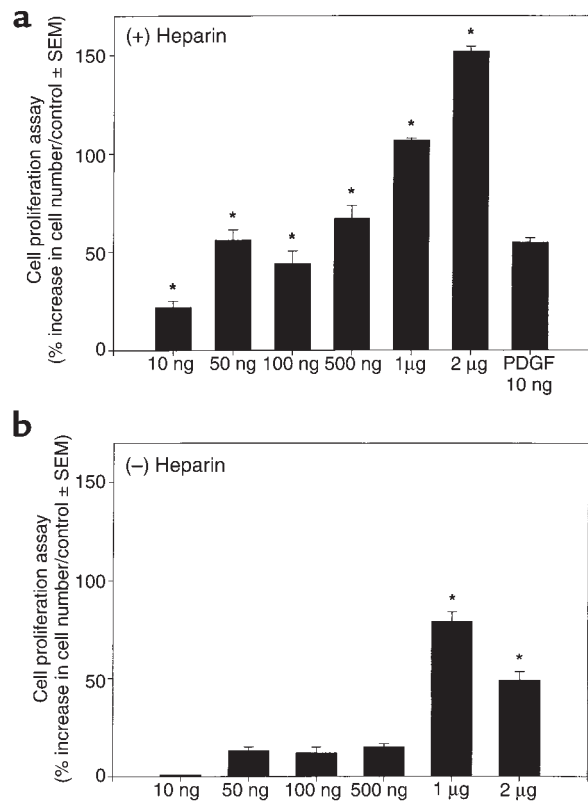 a
(+) Heparin
Cell proliferation assay
(% increase in cell number/control ± SEM)
150
100
50
0
*
*
*
*
*
*
10 ng 50 ng 100 ng 500 ng 1µg 2 µg PDGF
10 ng
b
(–) Heparin
Cell proliferation assay
(% increase in cell number/control ± SEM)
150
100
50
0
*
*
10 ng 50 ng 100 ng 500 ng 1 µg 2 µg